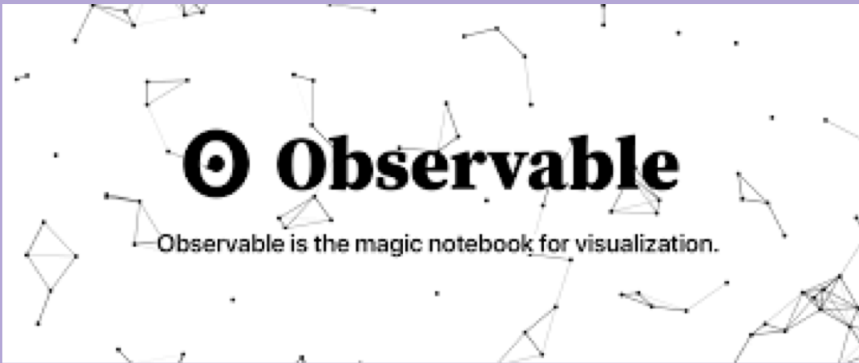 Observable
Observable is the magic notebook for visualization.